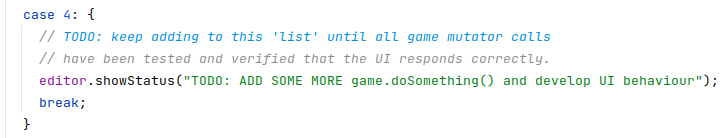 case 4: {
// TODO: keep adding to this 'list' until all game mutator calls
// have been tested and verified that the UI responds correctly.
editor.showStatus("TODO: ADD SOME MORE game.doSomething() and develop UI behaviour");
break;
}